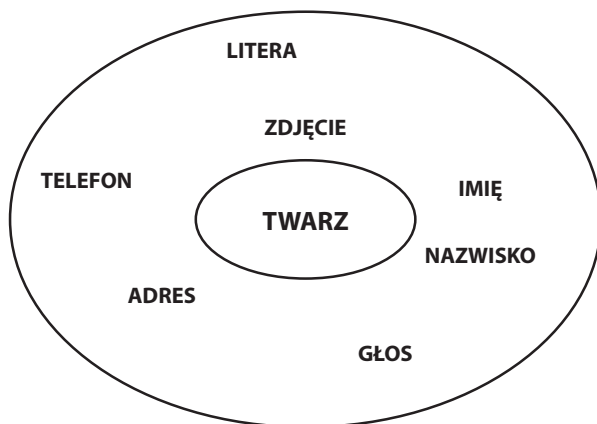 LITERA
ZDJĘCIE
TELEFON
IMIĘ
TWARZ
NAZWISKO
ADRES
GŁOS